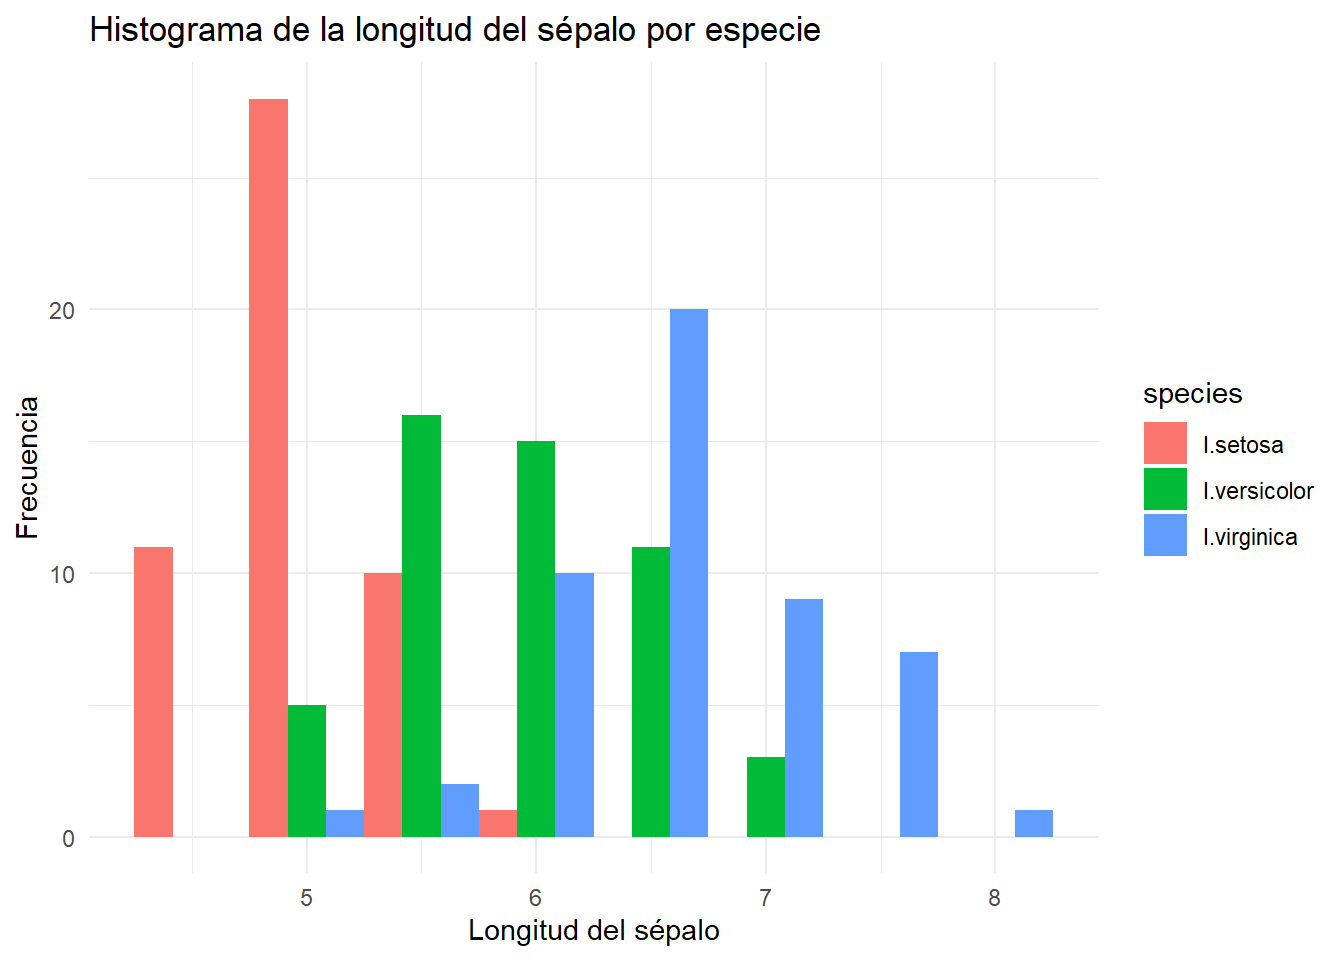 Histograma de la longitud del sépalo por especie
Frecuencia
20
10
0
5 6 7 8
Longitud del sépalo
species
I.setosa
I.versicolor
I.virginica